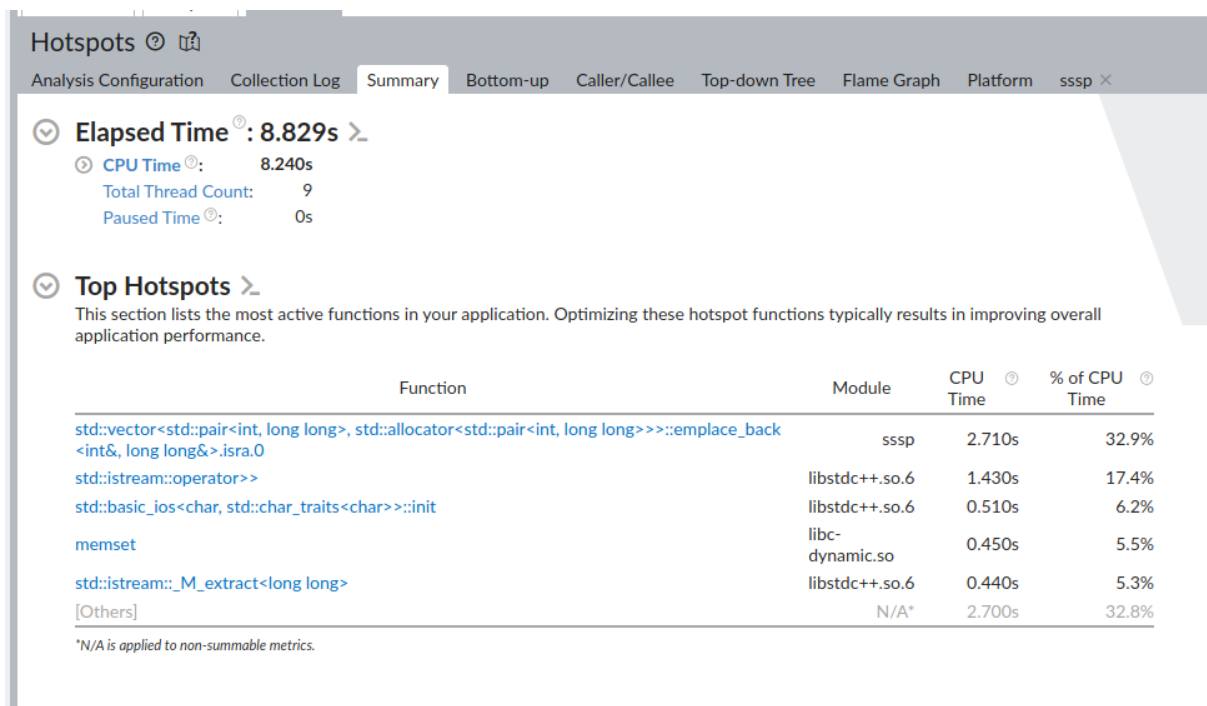 Hotspots
Analysis Configuration Collection Log Summary Bottom-up Caller/Callee Top-down Tree Flame Graph Platform sssp ×
Elapsed Time ?: 8.829s
CPU Time ?: 8.240s
Total Thread Count: 9
Paused Time ?: 0s
Top Hotspots
This section lists the most active functions in your application. Optimizing these hotspot functions typically results in improving overall
application performance.
Function Module CPU Time ? % of CPU Time ?
std::vector<std::pair<int, long long>, std::allocator<std::pair<int, long long>>>::emplace_back
<int&, long long&>.isra.0 sssp 2.710s 32.9%
std::istream::operator>> libstdc++.so.6 1.430s 17.4%
std::basic_ios<char, std::char_traits<char>>::init libstdc++.so.6 0.510s 6.2%
memset libc-dynamic.so 0.450s 5.5%
std::istream::_M_extract<long long> libstdc++.so.6 0.440s 5.3%
[Others] N/A* 2.700s 32.8%
*N/A is applied to non-summable metrics.